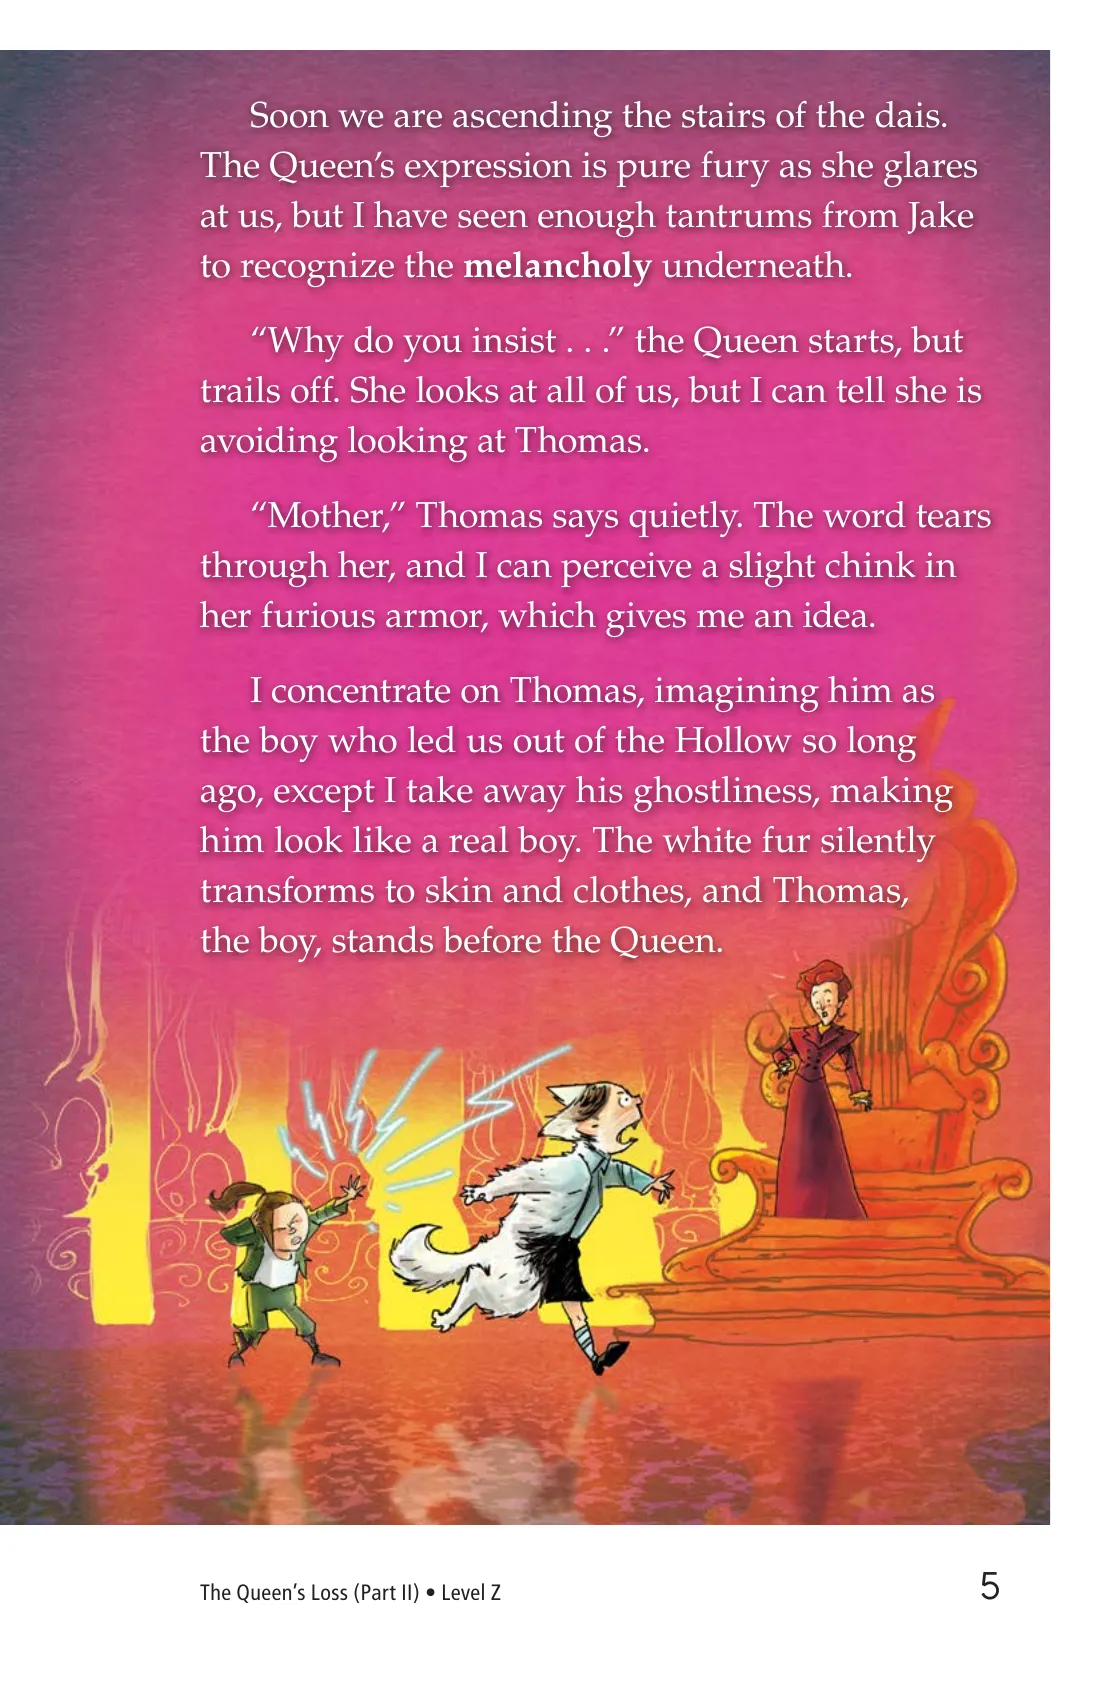 Soon we are ascending the stairs of the dais.
The Queen’s expression is pure fury as she glares
at us, but I have seen enough tantrums from Jake
to recognize the melancholy underneath.
“Why do you insist . . .” the Queen starts, but
trails off. She looks at all of us, but I can tell she is
avoiding looking at Thomas.
“Mother,” Thomas says quietly. The word tears
through her, and I can perceive a slight chink in
her furious armor, which gives me an idea.
I concentrate on Thomas, imagining him as
the boy who led us out of the Hollow so long
ago, except I take away his ghostliness, making
him look like a real boy. The white fur silently
transforms to skin and clothes, and Thomas,
the boy, stands before the Queen.
The Queen’s Loss (Part II) • Level Z
5